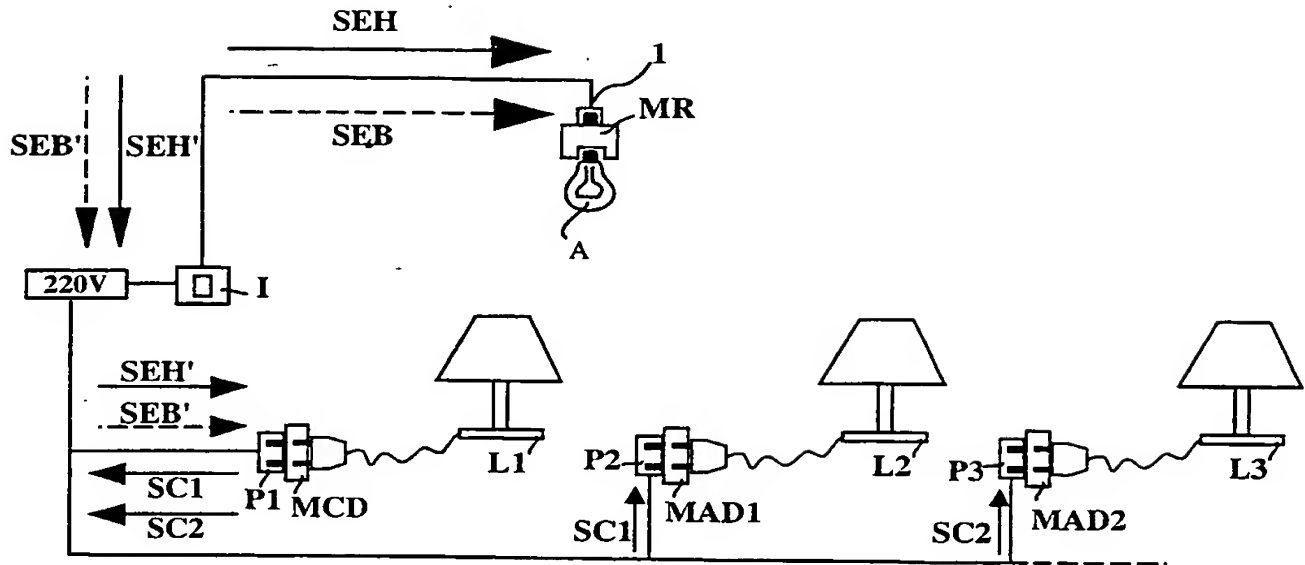 SEH
1
MR
SEB
SEB'
SEH'
A
220V
I
SEH'
SEB'
L1
P2
L2
P3
L3
SC1
P1
MCD
MAD1
MAD2
SC2
SC1
SC2